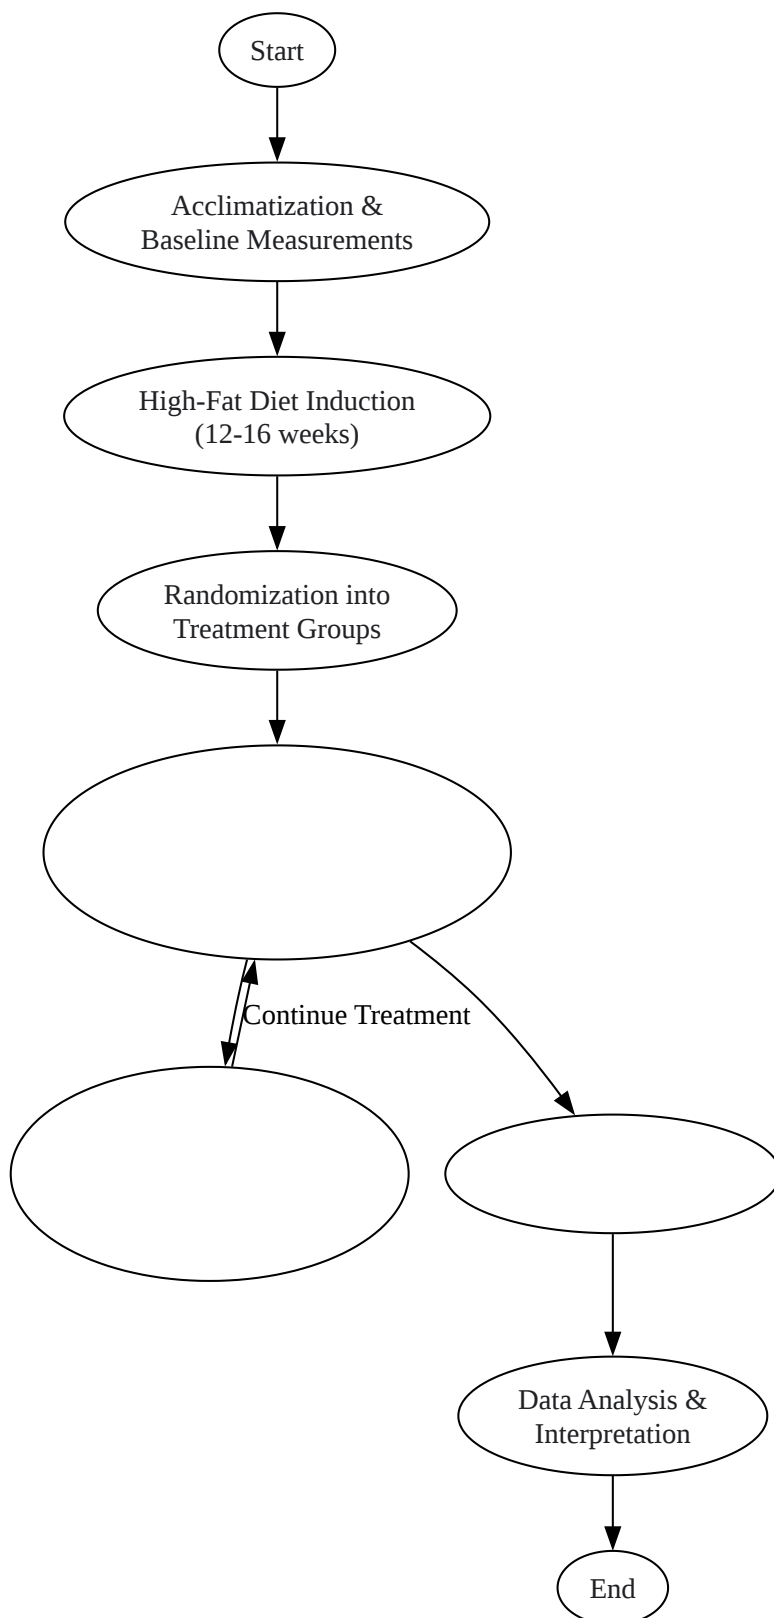 Start
Acclimatization &
Baseline Measurements
High-Fat Diet Induction
(12-16 weeks)
Randomization into
Treatment Groups
Continue Treatment
Data Analysis &
Interpretation
End